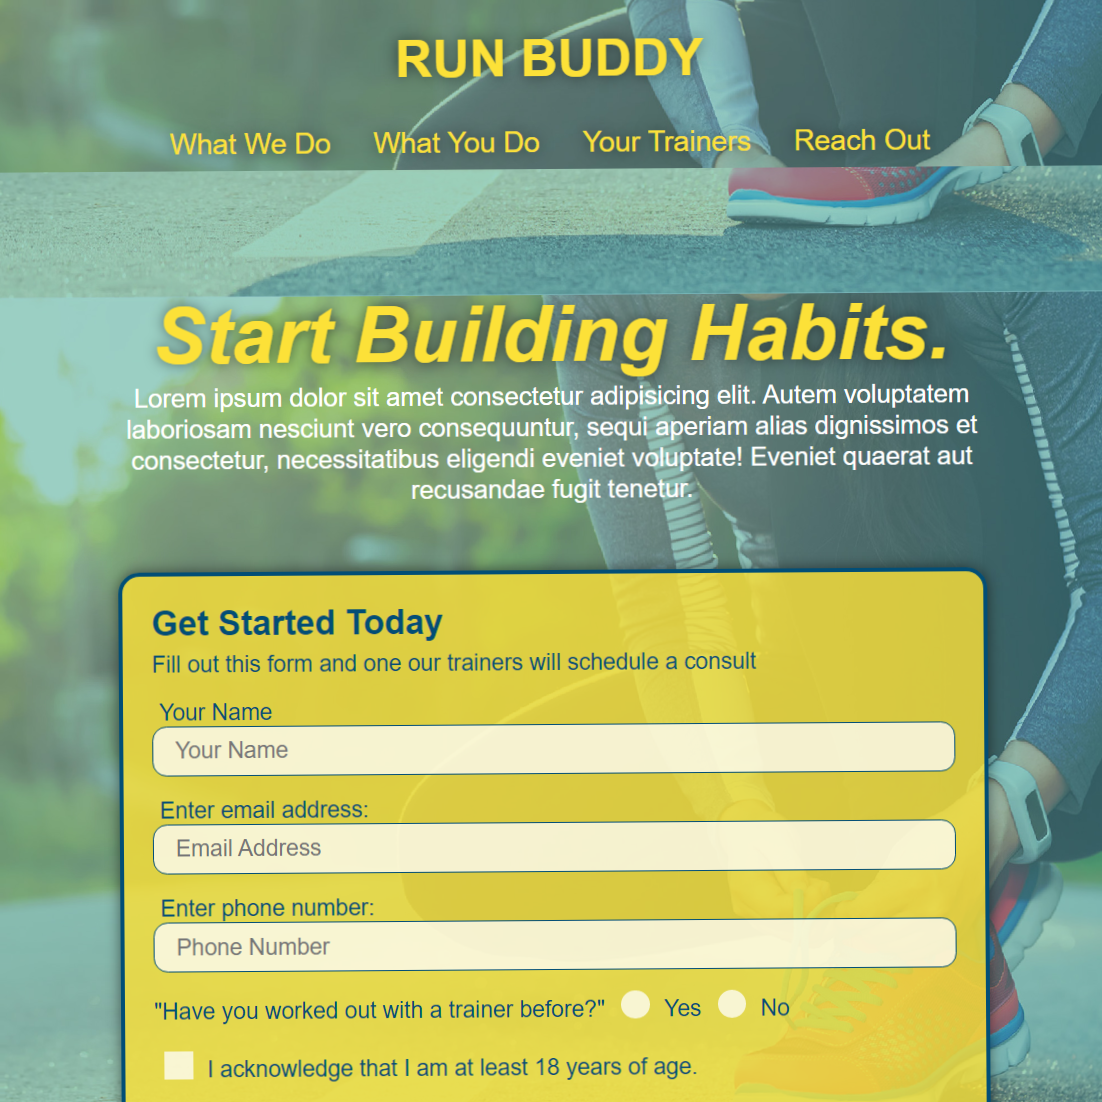 RUN BUDDY
What We Do What You Do Your Trainers Reach Out
Start Building Habits.
Lorem ipsum dolor sit amet consectetur adipisicing elit. Autem voluptatem
laboriosam nesciunt vero consequuntur, sequi aperiam alias dignissimos et
consectetur, necessitatibus eligendi eveniet voluptate! Eveniet quaerat aut
recusandae fugit tenetur.
Get Started Today
Fill out this form and one our trainers will schedule a consult
Your Name
Your Name
Enter email address:
Email Address
Enter phone number:
Phone Number
"Have you worked out with a trainer before?" Yes No
I acknowledge that I am at least 18 years of age.